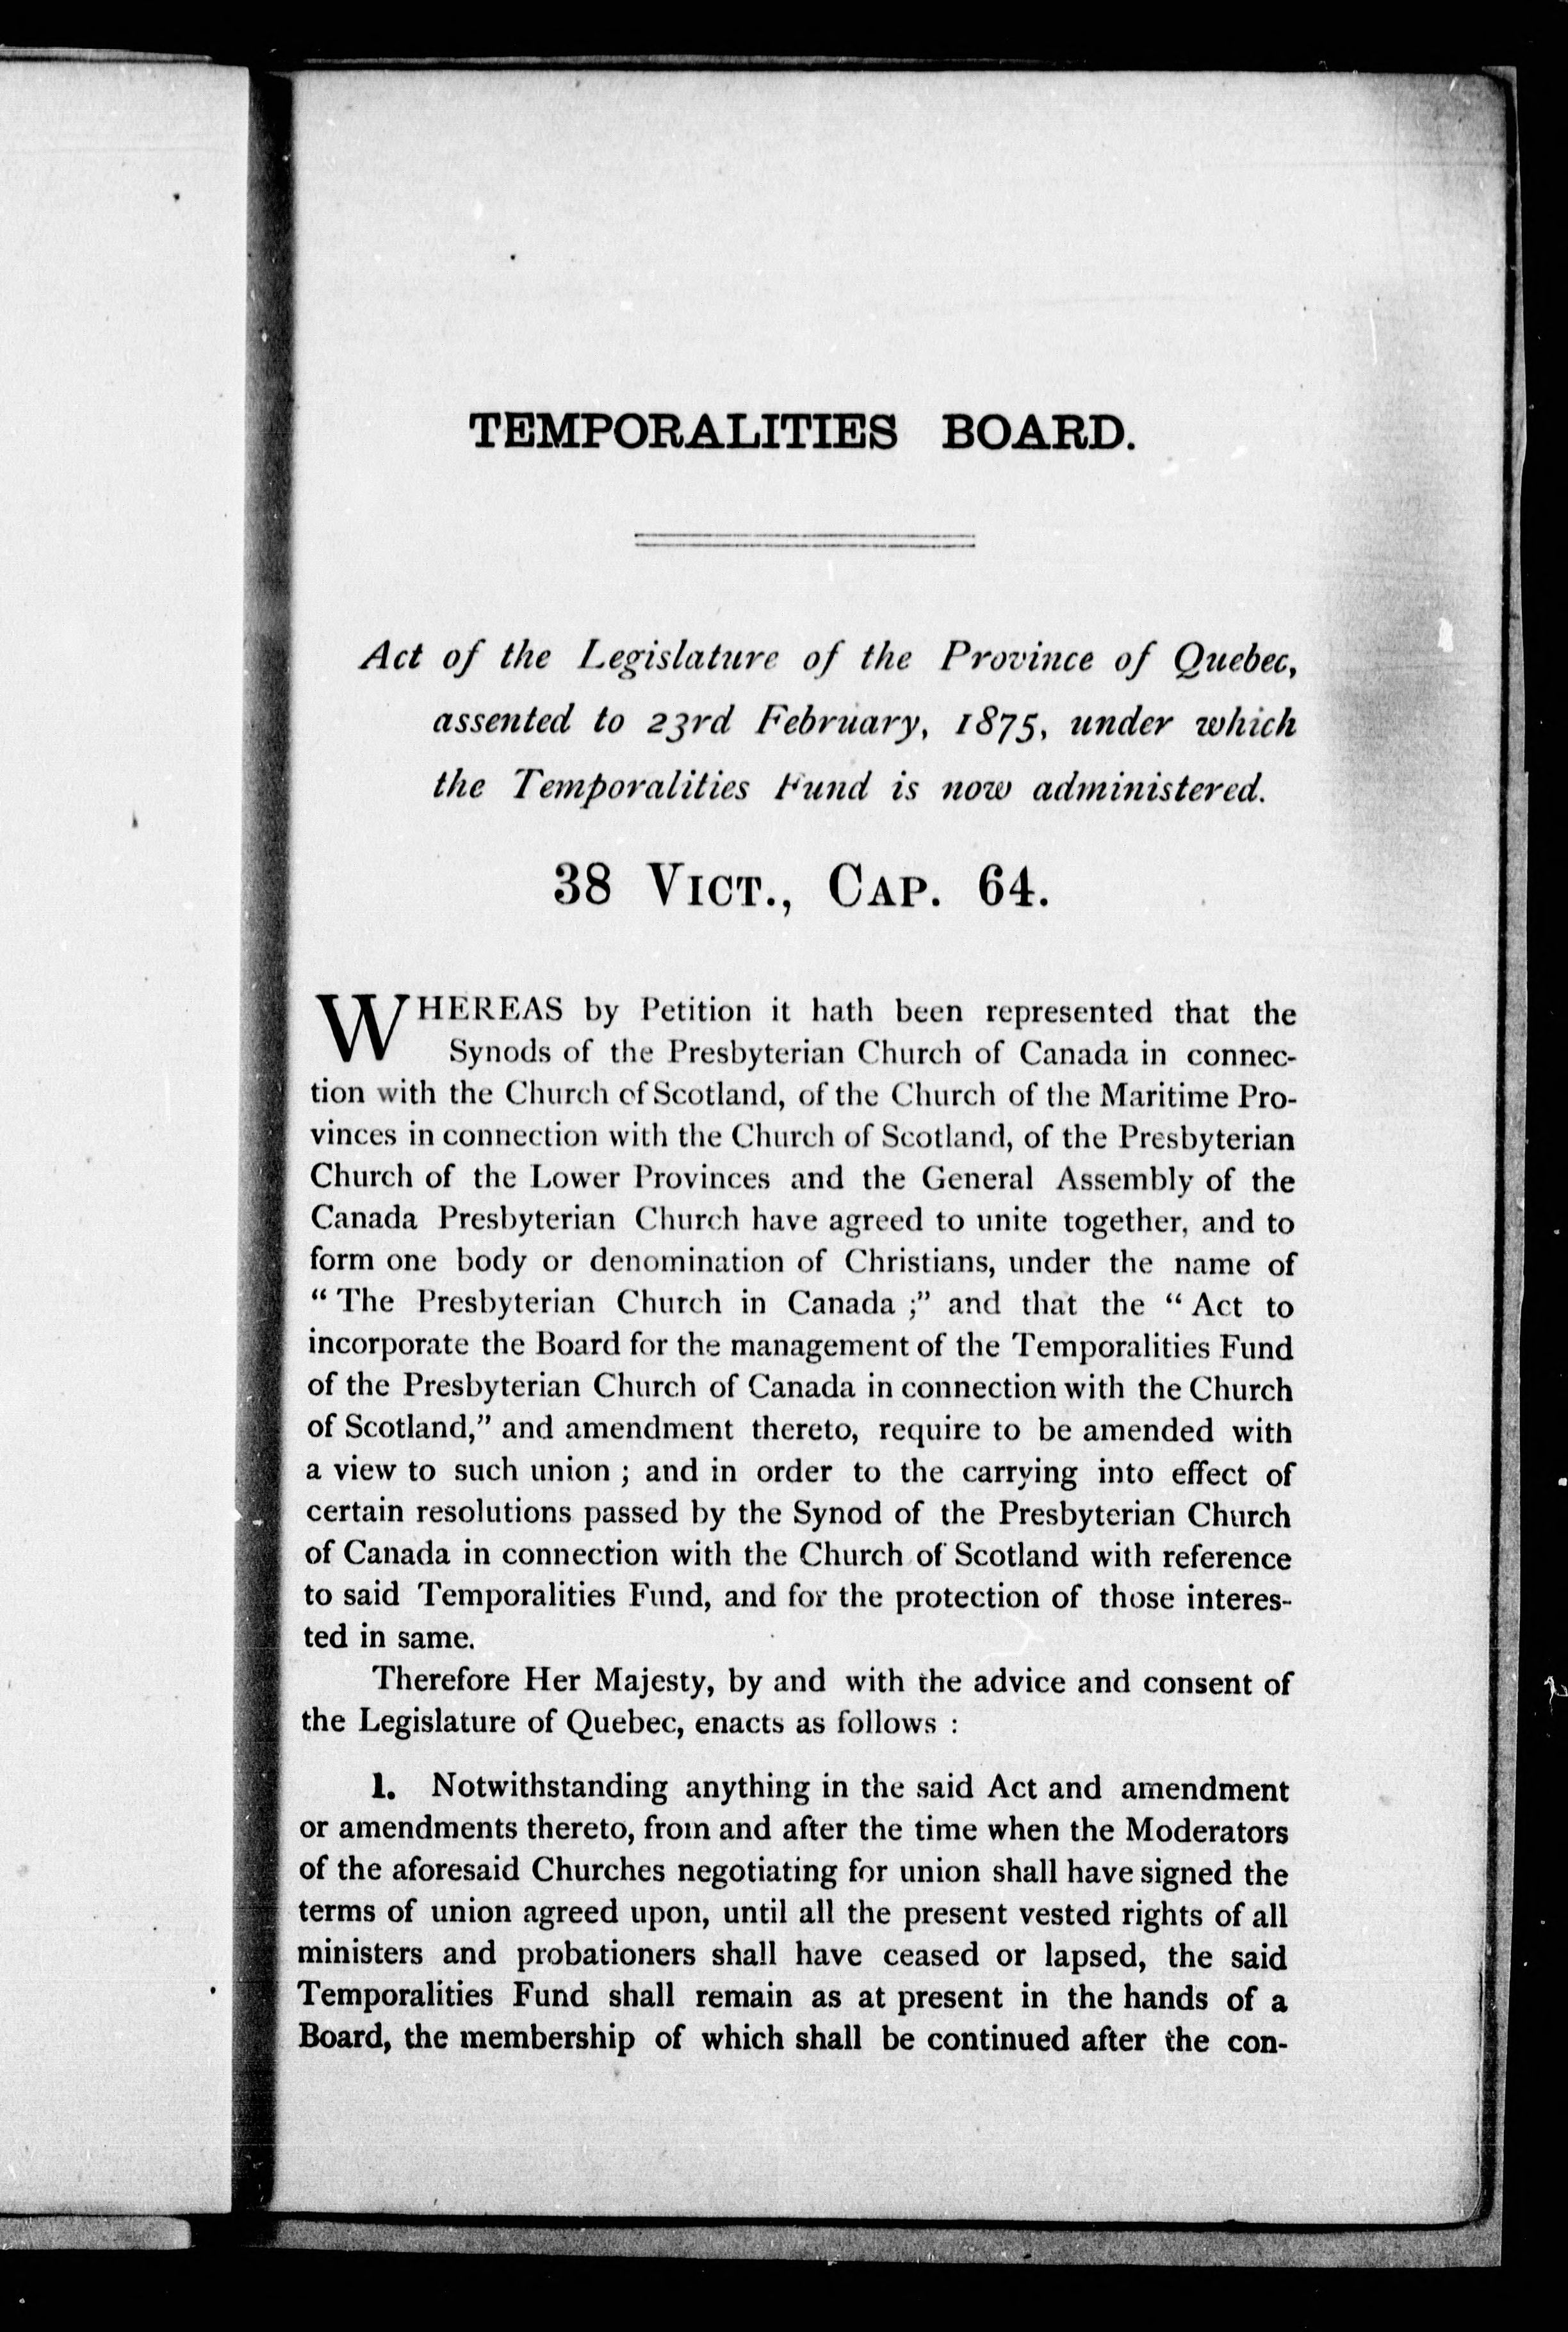 TEMPORALITIES BOARD.
Act of the Legislature of the Province of Quebec,
assented to 23rd February, 1875, under which
the Temporalities Fund is now administered.
38 VICT., CAP. 64.
WHEREAS by Petition it hath been represented that the
Synods of the Presbyterian Church of Canada in connec-
tion with the Church of Scotland, of the Church of the Maritime Pro-
vinces in connection with the Church of Scotland, of the Presbyterian
Church of the Lower Provinces and the General Assembly of the
Canada Presbyterian Church have agreed to unite together, and to
form one body or denomination of Christians, under the name of
“ The Presbyterian Church in Canada ;” and that the “ Act to
incorporate the Board for the management of the Temporalities Fund
of the Presbyterian Church of Canada in connection with the Church
of Scotland,” and amendment thereto, require to be amended with
a view to such union ; and in order to the carrying into effect of
certain resolutions passed by the Synod of the Presbyterian Church
of Canada in connection with the Church of Scotland with reference
to said Temporalities Fund, and for the protection of those interes-
ted in same.
Therefore Her Majesty, by and with the advice and consent of
the Legislature of Quebec, enacts as follows :
1. Notwithstanding anything in the said Act and amendment
or amendments thereto, from and after the time when the Moderators
of the aforesaid Churches negotiating for union shall have signed the
terms of union agreed upon, until all the present vested rights of all
ministers and probationers shall have ceased or lapsed, the said
Temporalities Fund shall remain as at present in the hands of a
Board, the membership of which shall be continued after the con-